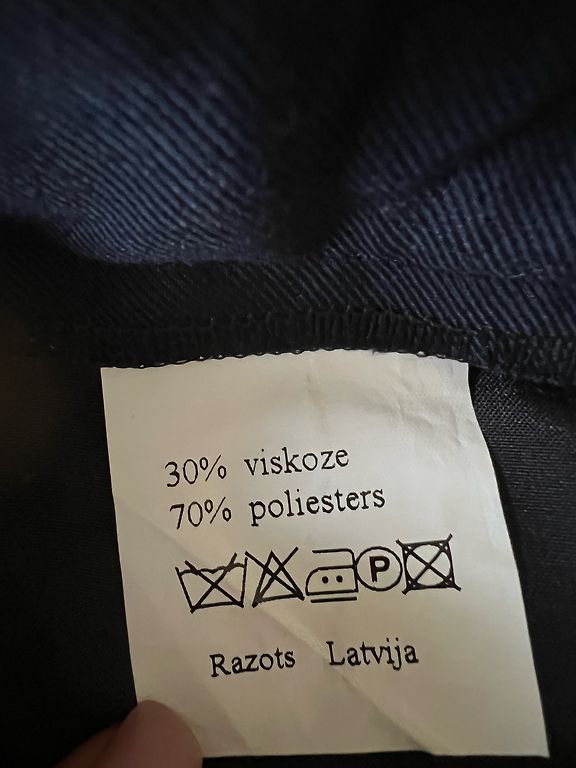 30% viskoze
70% poliesters
P
Razots Latvija